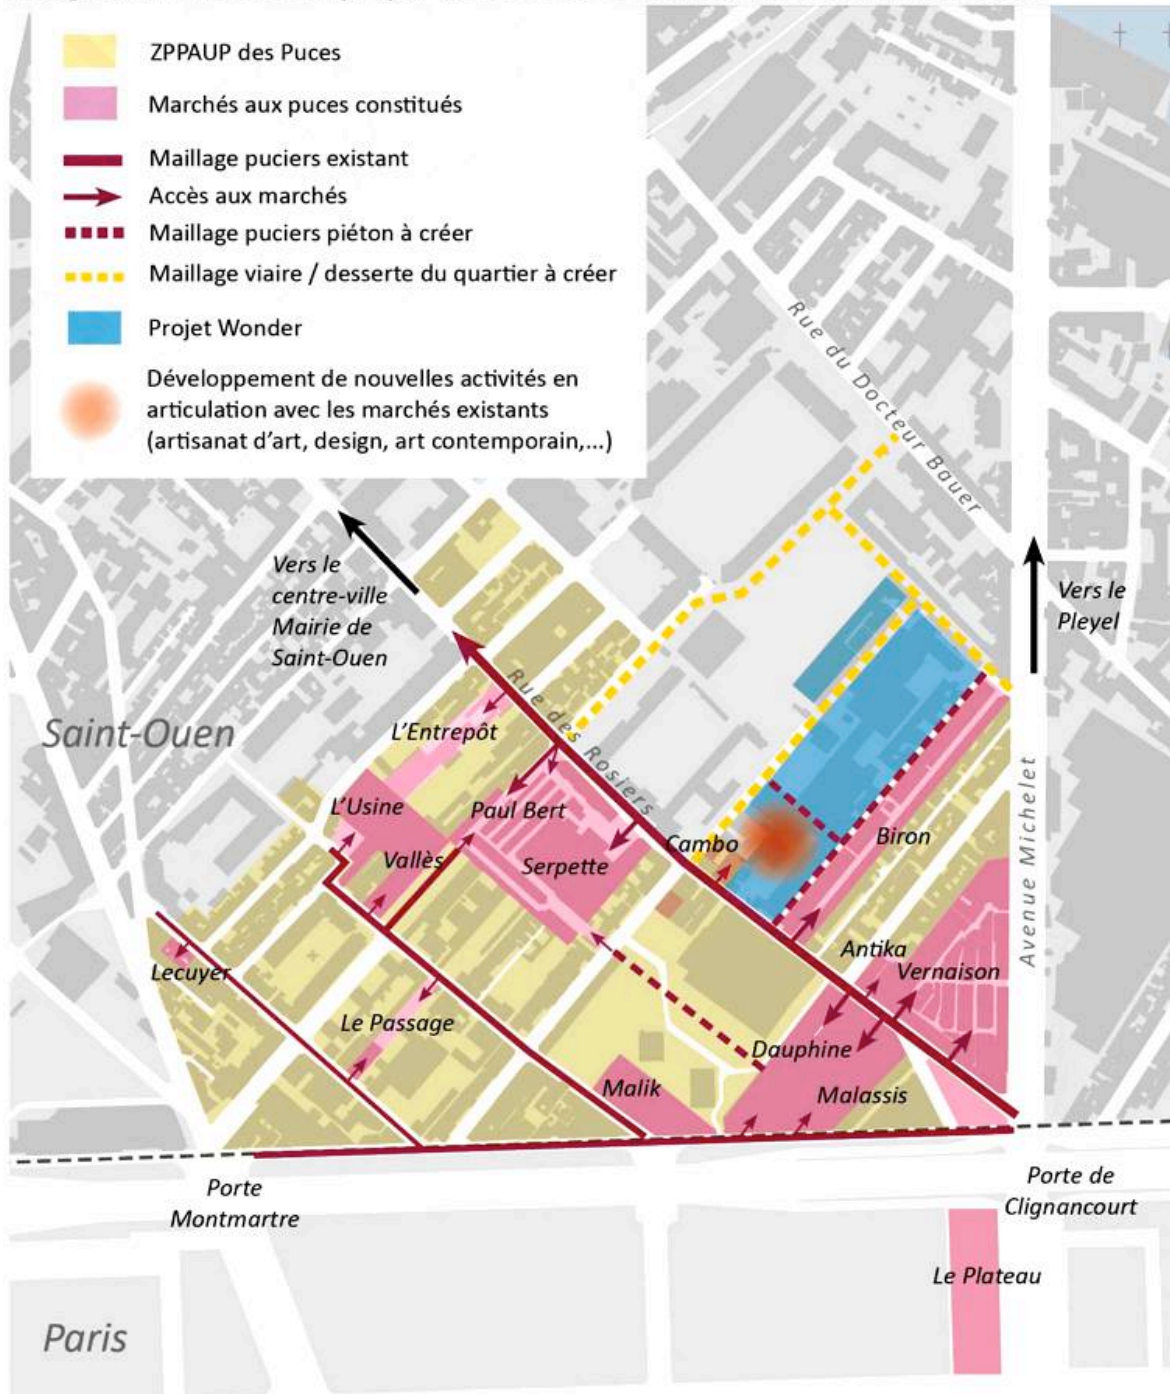 ZPPAUP des Puces
Marchés aux puces constitués
Maillage puciers existant
Accès aux marchés
Maillage puciers piéton à créer
Maillage viaire / desserte du quartier à créer
Projet Wonder
Développement de nouvelles activités en
articulation avec les marchés existants
(artisanat d'art, design, art contemporain,...)
Rue du Docteur Bauer
Vers le
centre-ville
Mairie de
Saint-Ouen
Vers le
Pleyel
Saint-Ouen
Rue des Rosiers
L'Entrepôt
L'Usine
Paul Bert
Vallès
Serpette
Cambo
Biron
Avenue Michelet
Antika
Vernaison
Lecuyer
Le Passage
Dauphine
Malik
Malassis
Porte
Montmartre
Porte de
Clignancourt
Le Plateau
Paris